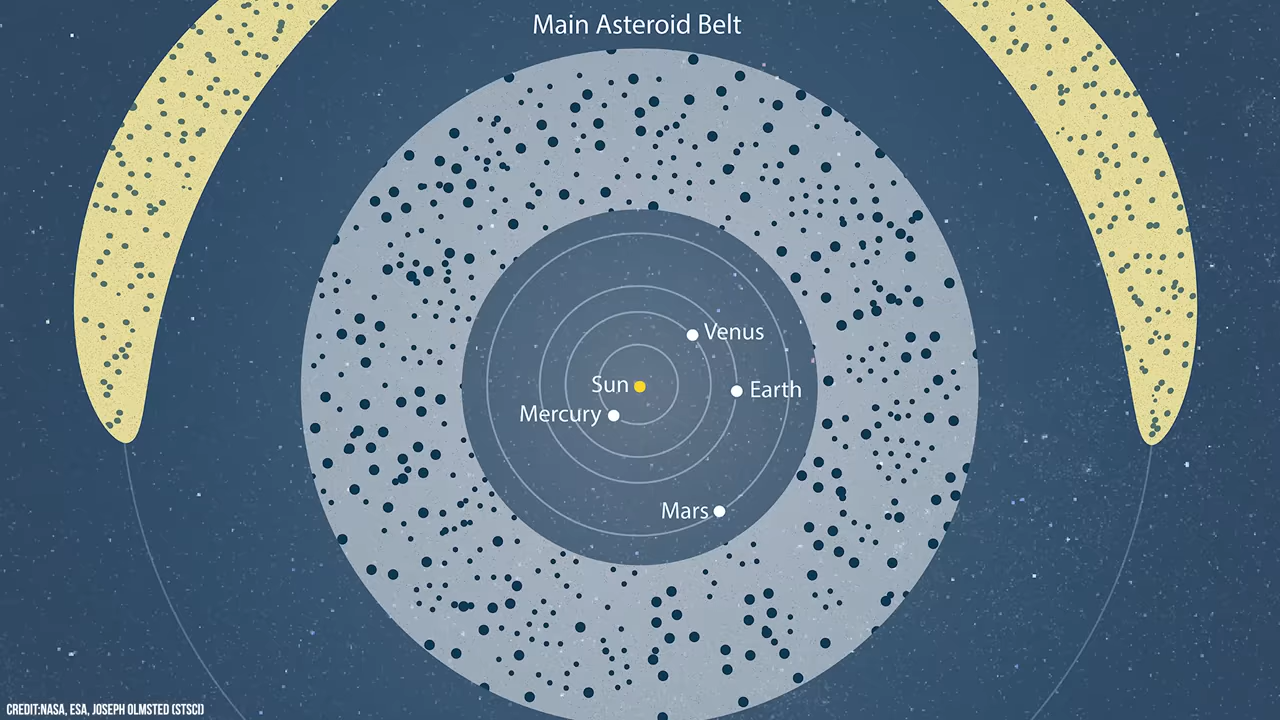 Main Asteroid Belt
Venus
Sun
Earth
Mercury
Mars
CREDIT:NASA, ESA, JOSEPH OLMSTED (STSCI)